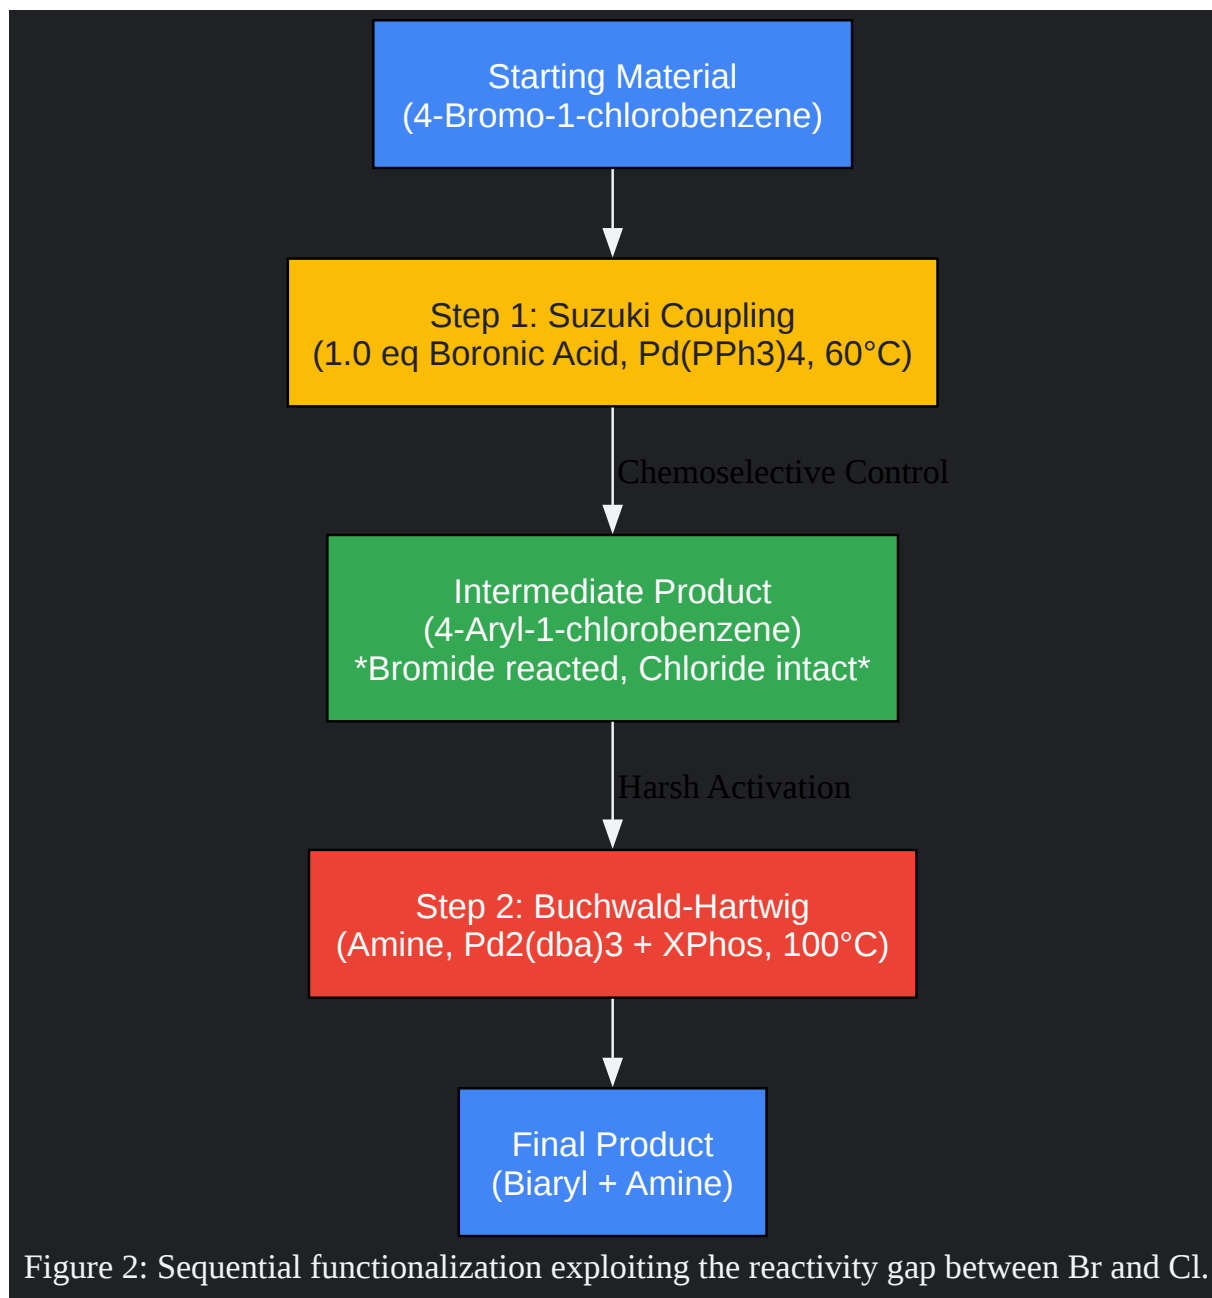 Starting Material
(4-Bromo-1-chlorobenzene)
Step 1: Suzuki Coupling
(1.0 eq Boronic Acid, Pd(PPh3)4, 60°C)
Chemoselective Control
Intermediate Product
(4-Aryl-1-chlorobenzene)
*Bromide reacted, Chloride intact*
Harsh Activation
Step 2: Buchwald-Hartwig
(Amine, Pd2(dba)3 + XPhos, 100°C)
Final Product
(Biaryl + Amine)
Figure 2: Sequential functionalization exploiting the reactivity gap between Br and Cl.